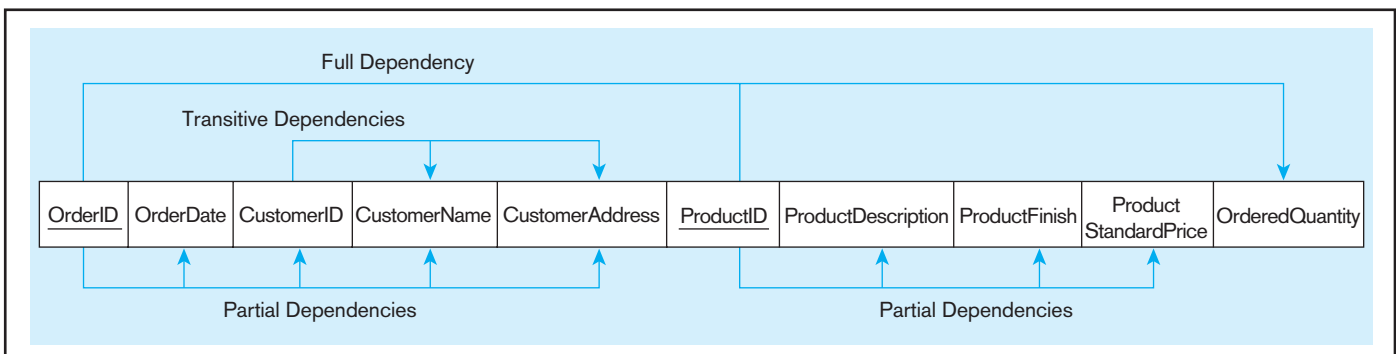 Full Dependency
Transitive Dependencies
OrderID OrderDate CustomerID CustomerName CustomerAddress ProductID ProductDescription ProductFinish Product StandardPrice OrderedQuantity
Partial Dependencies Partial Dependencies